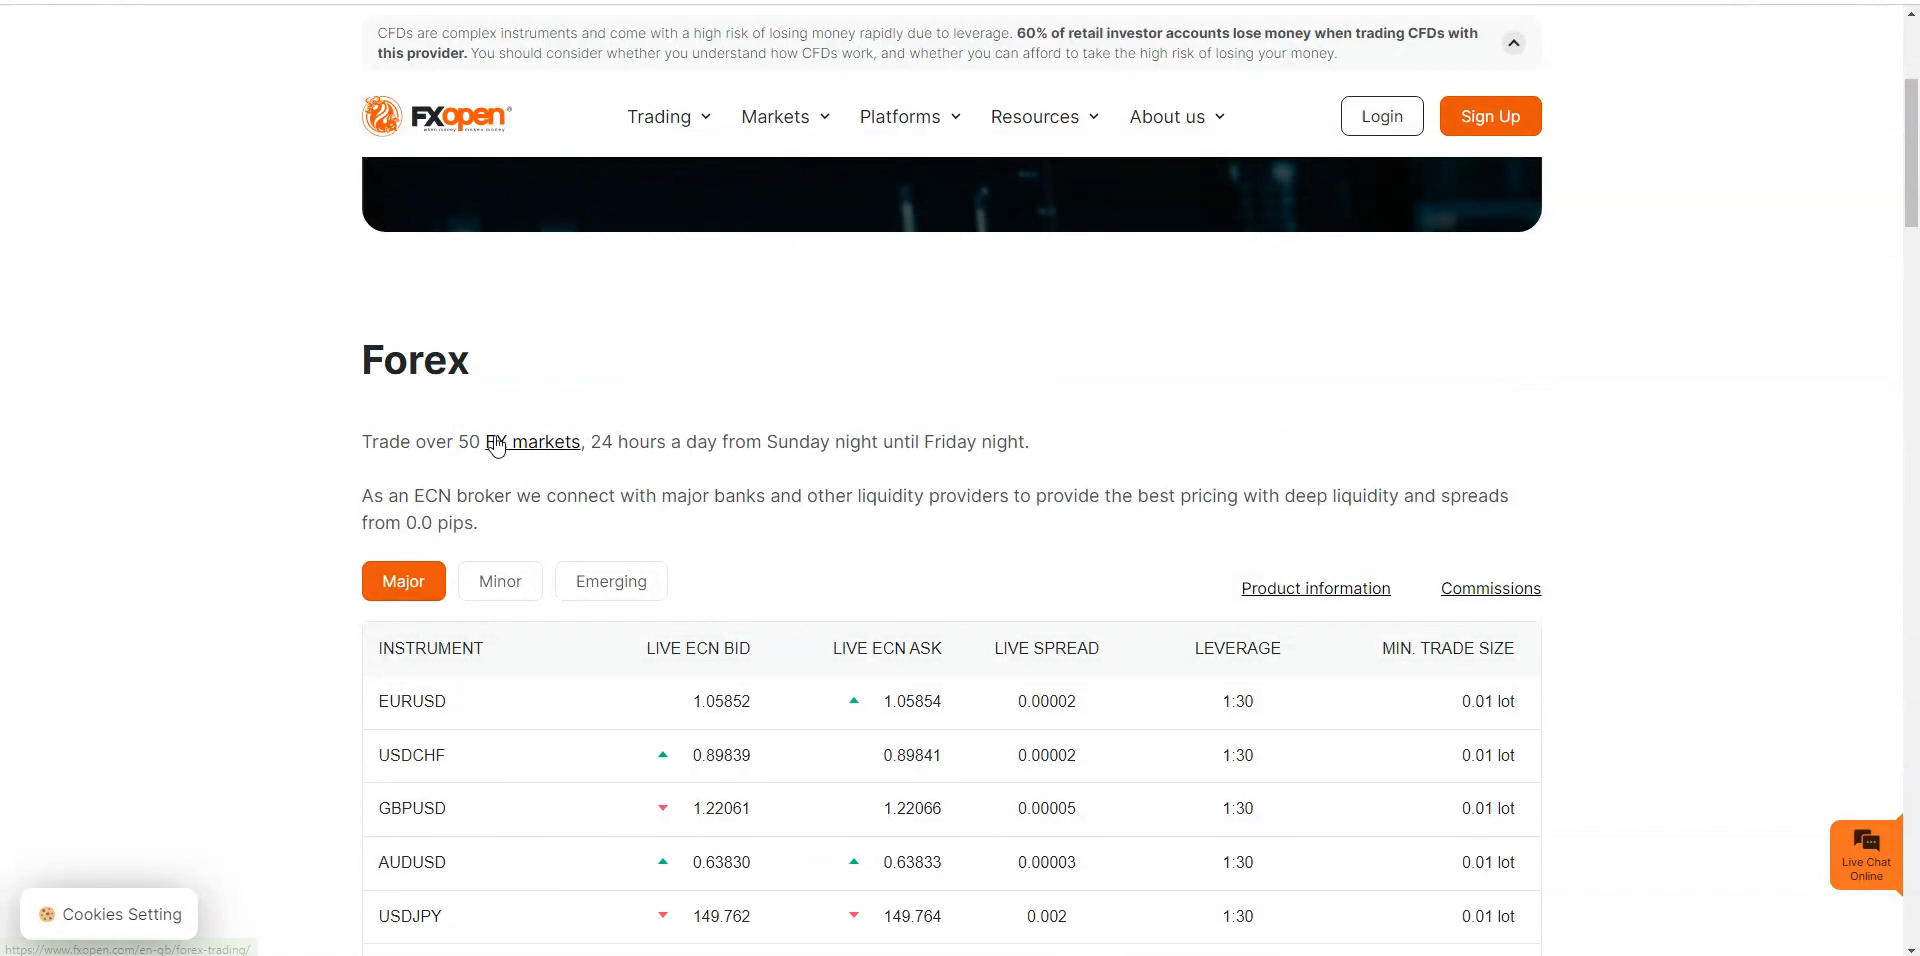 CFDs are complex instruments and come with a high risk of losing money rapidly due to leverage. 60% of retail investor accounts lose money when trading CFDs with
this provider. You should consider whether you understand how CFDs work, and whether you can afford to take the high risk of losing your money.
FXopen®
when money makes money
Trading
Markets
Platforms
Resources
About us
Login
Sign Up
Forex
Trade over 50 FX markets, 24 hours a day from Sunday night until Friday night.
As an ECN broker we connect with major banks and other liquidity providers to provide the best pricing with deep liquidity and spreads
from 0.0 pips.
Major
Minor
Emerging
Product information
Commissions
INSTRUMENT LIVE ECN BID LIVE ECN ASK LIVE SPREAD LEVERAGE MIN. TRADE SIZE
EURUSD 1.05852 1.05854 0.00002 1:30 0.01 lot
USDCHF 0.89839 0.89841 0.00002 1:30 0.01 lot
GBPUSD 1.22061 1.22066 0.00005 1:30 0.01 lot
AUDUSD 0.63830 0.63833 0.00003 1:30 0.01 lot
USDJPY 149.762 149.764 0.002 1:30 0.01 lot
Live Chat
Online
Cookies Setting
https://www.fxopen.com/en-gb/forex-trading/